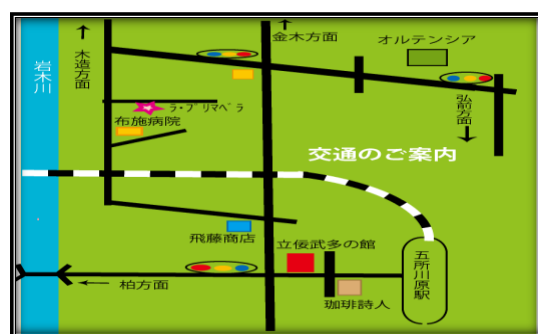 金木方面
オルテンシア
木造方面
岩木川
ラ・プリマベラ
布施病院
弘前方面
交通のご案内
飛藤商店
立佞武多の館
五所川原駅
柏方面
珈琲詩人